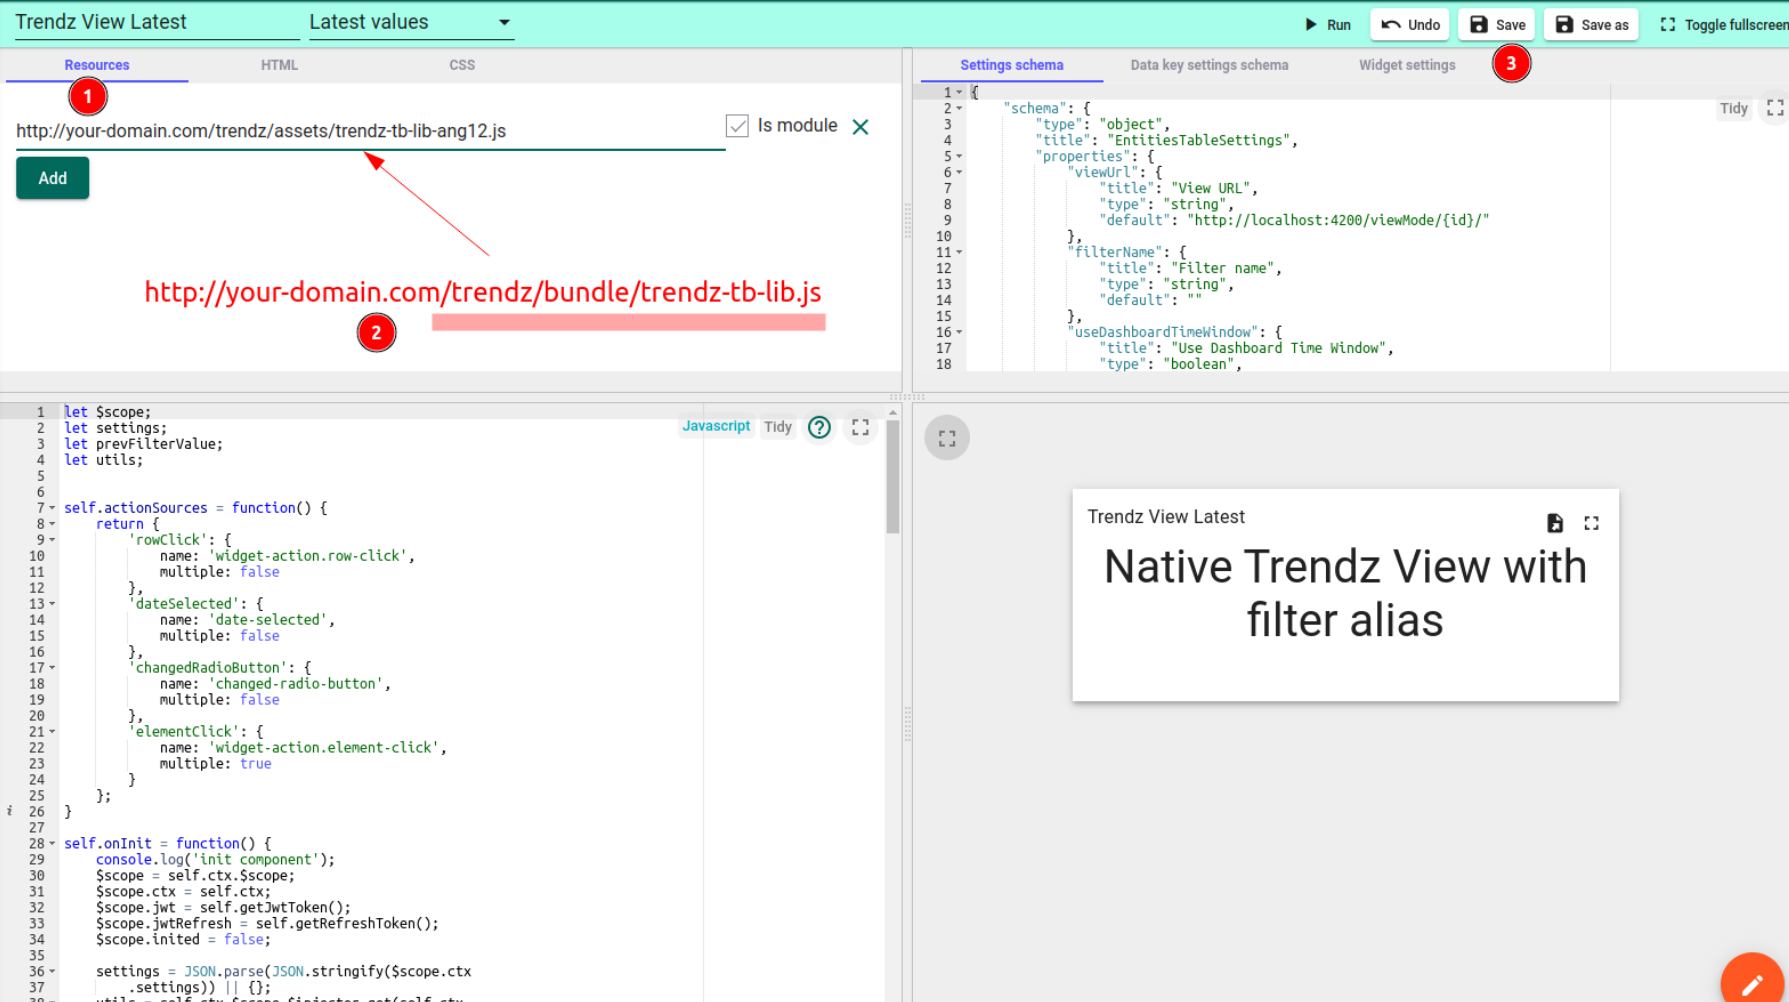 Trendz View Latest
Latest values
Run
Undo
Save
Save as
Toggle fullscreen
Resources
HTML
CSS
1
http://your-domain.com/trendz/assets/trendz-tb-lib-ang12.js
Is module
Add
http://your-domain.com/trendz/bundle/trendz-tb-lib.js
2
Settings schema
Data key settings schema
Widget settings
3
Tidy
1 {
2 "schema": {
3 "type": "object",
4 "title": "EntitiesTableSettings",
5 "properties": {
6 "viewUrl": {
7 "title": "View URL",
8 "type": "string",
9 "default": "http://localhost:4200/viewMode/{id}/"
10 },
11 "filterName": {
12 "title": "Filter name",
13 "type": "string",
14 "default": ""
15 },
16 "useDashboardTimeWindow": {
17 "title": "Use Dashboard Time Window",
18 "type": "boolean",
Javascript
Tidy
1 let $scope;
2 let settings;
3 let prevFilterValue;
4 let utils;
5
6
7 self.actionSources = function() {
8 return {
9 'rowClick': {
10 name: 'widget-action.row-click',
11 multiple: false
12 },
13 'dateSelected': {
14 name: 'date-selected',
15 multiple: false
16 },
17 'changedRadioButton': {
18 name: 'changed-radio-button',
19 multiple: false
20 },
21 'elementClick': {
22 name: 'widget-action.element-click',
23 multiple: true
24 }
25 };
i 26 }
27
28 self.onInit = function() {
29 console.log('init component');
30 $scope = self.ctx.$scope;
31 $scope.ctx = self.ctx;
32 $scope.jwt = self.getJwtToken();
33 $scope.jwtRefresh = self.getRefreshToken();
34 $scope.inited = false;
35
36 settings = JSON.parse(JSON.stringify($scope.ctx
37 .settings)) || {};
38 utils = self.ctx.$scope.$injector.get(self.ctx
Trendz View Latest
Native Trendz View with
filter alias